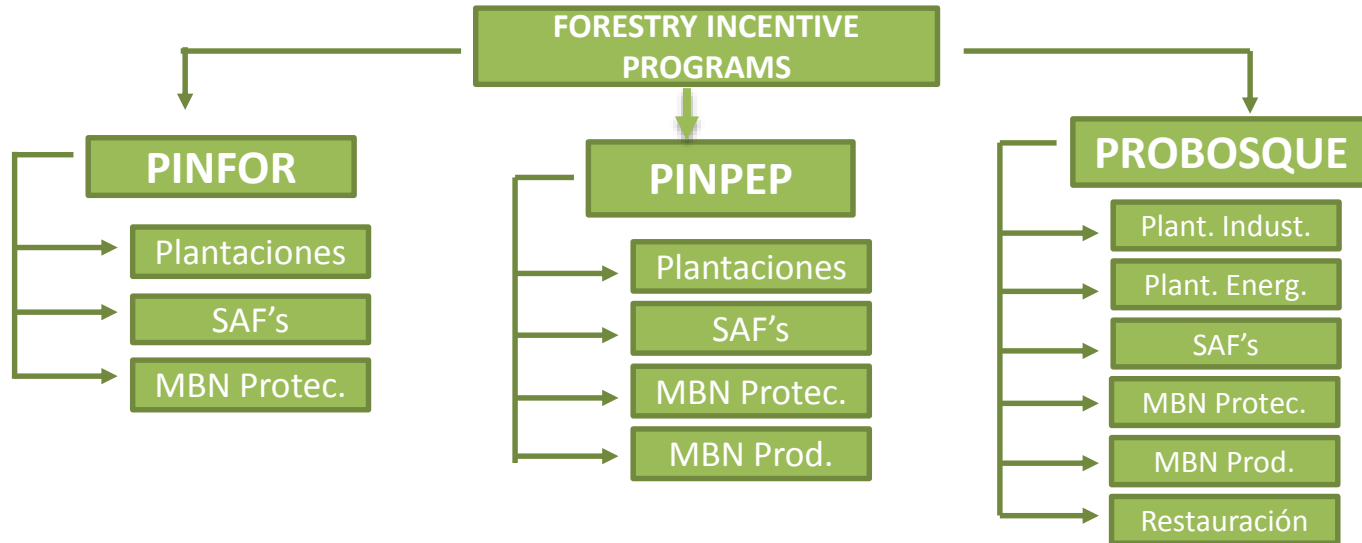 FORESTRY INCENTIVE
PROGRAMS
PINFOR
Plantaciones
SAF’s
MBN Protec.
PINPEP
Plantaciones
SAF’s
MBN Protec.
MBN Prod.
PROBOSQUE
Plant. Indust.
Plant. Energ.
SAF’s
MBN Protec.
MBN Prod.
Restauración